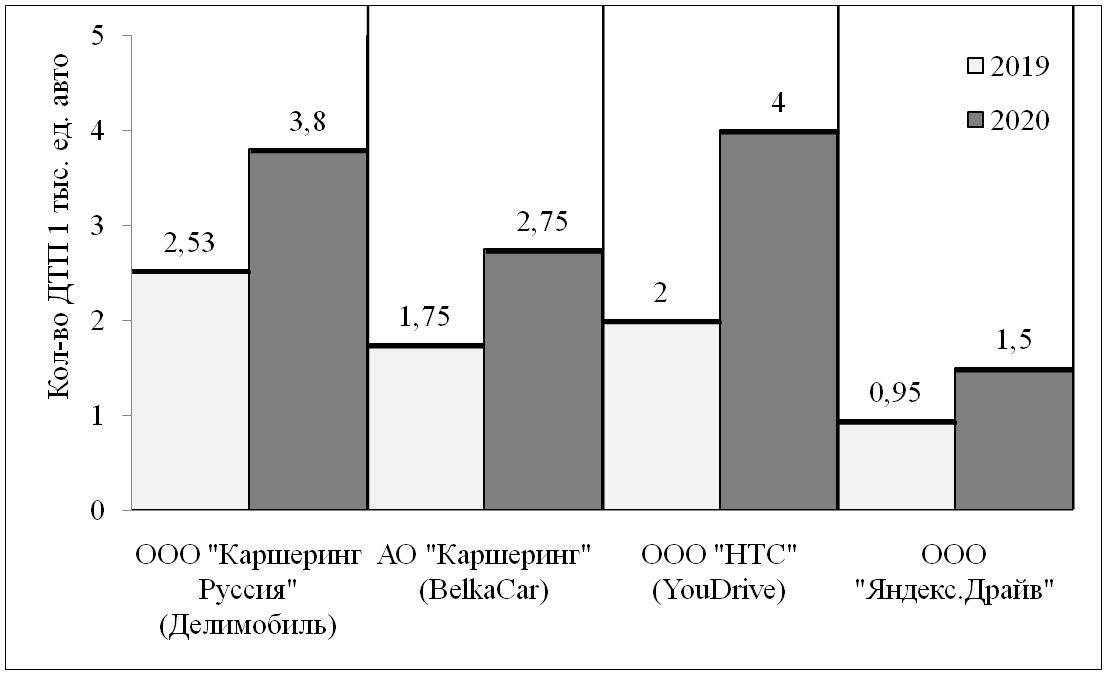 Кол-во ДТП 1 тыс. ед. авто
5
4
3
2
1
0
2019
2020
2,53
3,8
1,75
2,75
2
4
0,95
1,5
ООО "Каршеринг
Руссия"
(Делимобиль)
АО "Каршеринг"
(BelkaCar)
ООО "НТС"
(YouDrive)
ООО
"Яндекс.Драйв"